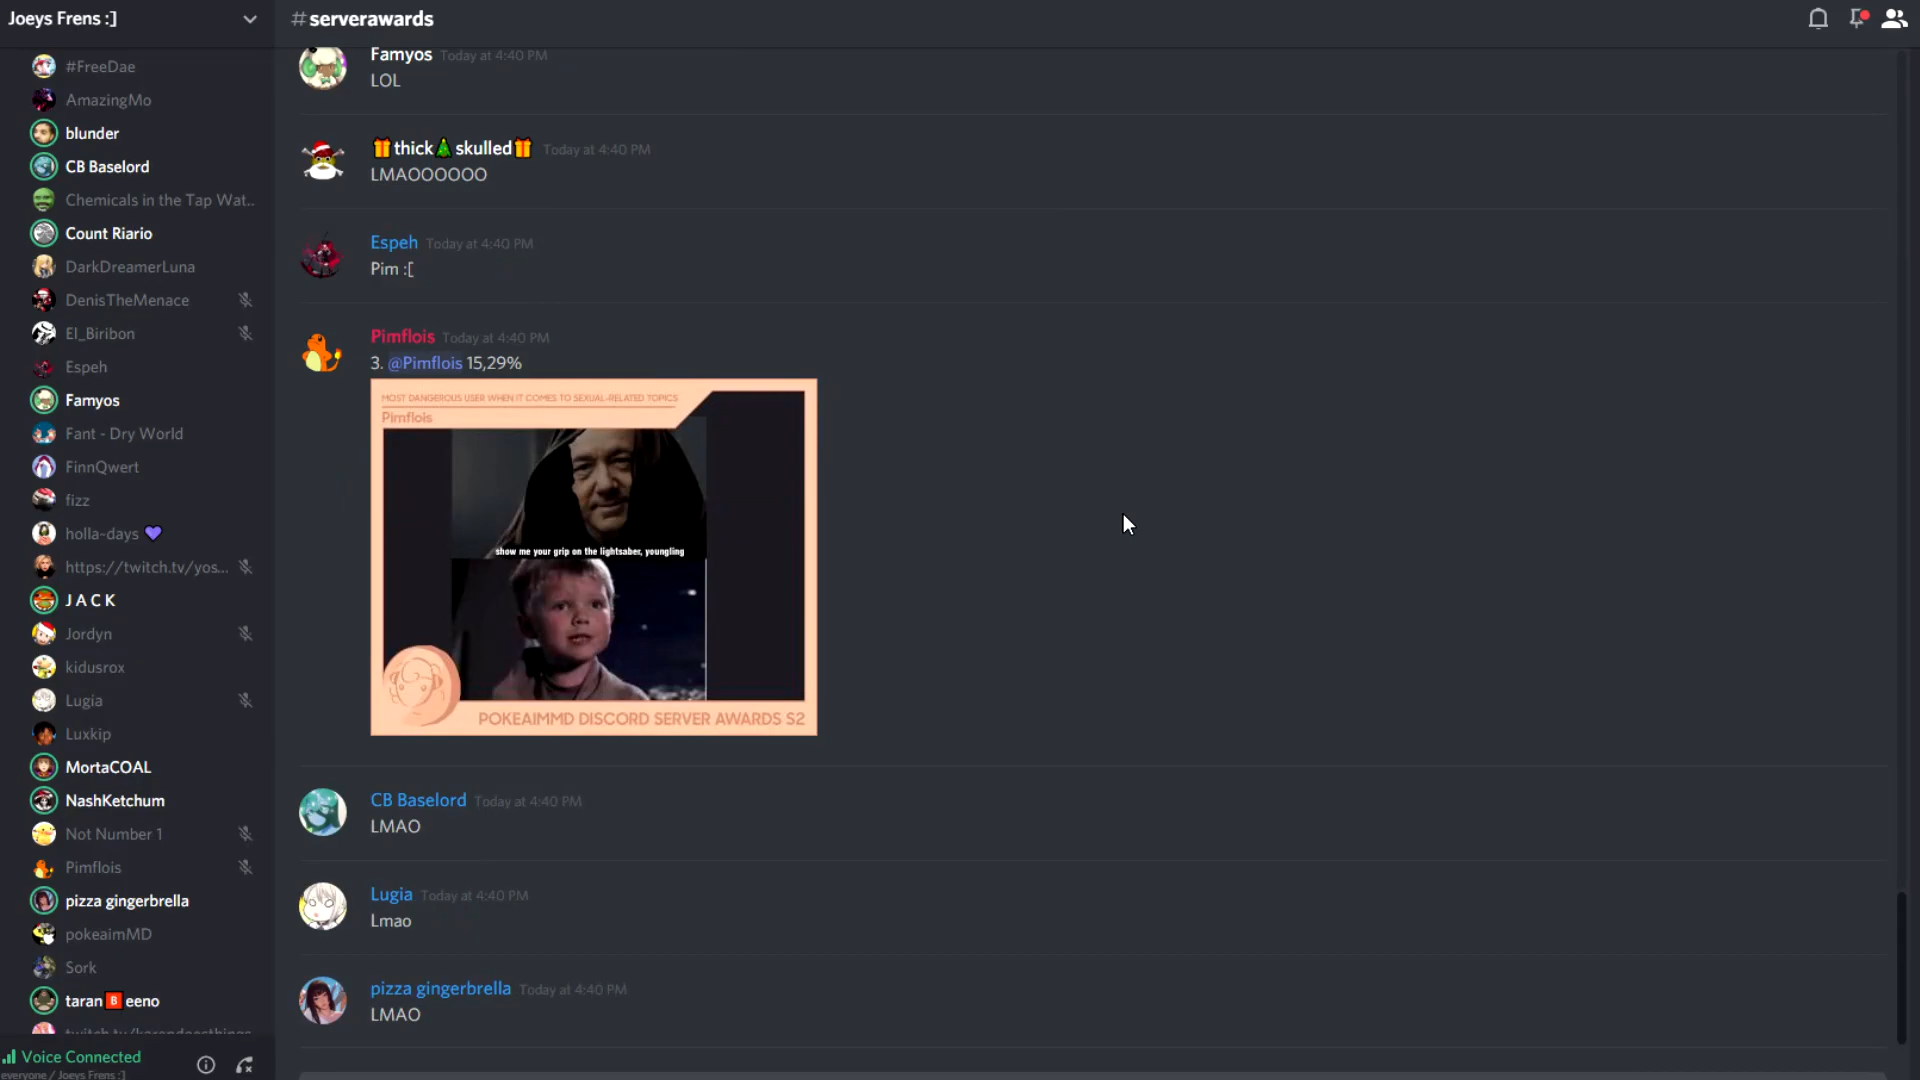 Joeys Frens :]
#FreeDae
AmazingMo
blunder
CB Baselord
Chemicals in the Tap Wat..
Count Riario
DarkDreamerLuna
DenisTheMenace
El_Biribon
Espeh
Famyos
Fant - Dry World
FinnQwert
fizz
holla-days 💜
https://twitch.tv/yos...
J A C K
Jordyn
kidusrox
Lugia
Luxkip
MortaCOAL
NashKetchum
Not Number 1
Pimflois
pizza gingerbrella
pokeaimMD
Sork
taran🅱eeno
Voice Connected
everyone / Joeys Frens :]
#serverawards
Famyos Today at 4:40 PM
LOL
🎁thick🎄skulled🎁 Today at 4:40 PM
LMAOOOOOO
Espeh Today at 4:40 PM
Pim :[
Pimflois Today at 4:40 PM
3. @Pimflois 15,29%
MOST DANGEROUS USER WHEN IT COMES TO SEXUAL-RELATED TOPICS
Pimflois
show me your grip on the lightsaber, youngling
POKEAIMMD DISCORD SERVER AWARDS S2
CB Baselord Today at 4:40 PM
LMAO
Lugia Today at 4:40 PM
Lmao
pizza gingerbrella Today at 4:40 PM
LMAO